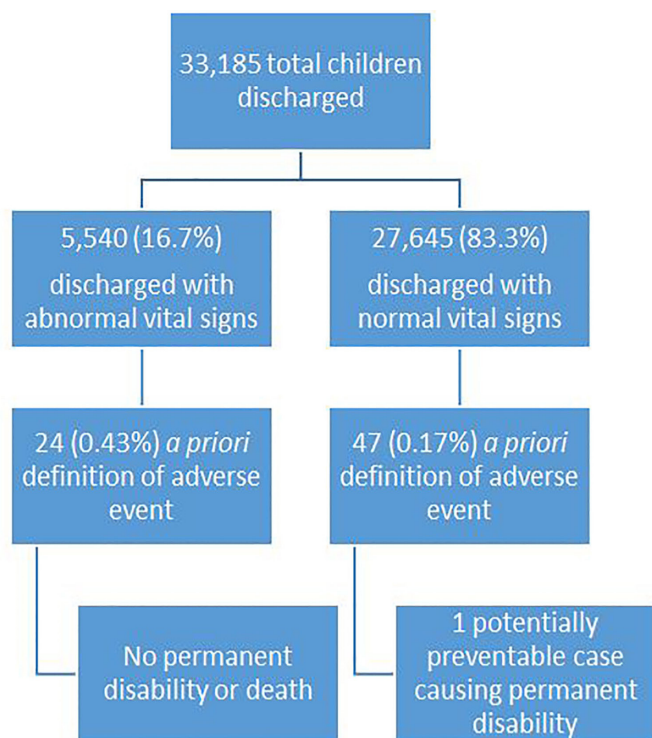 33,185 total children
discharged
5,540 (16.7%)
discharged with
abnormal vital signs
27,645 (83.3%)
discharged with
normal vital signs
24 (0.43%) a priori
definition of adverse
event
47 (0.17%) a priori
definition of adverse
event
No permanent
disability or death
1 potentially
preventable case
causing permanent
disability